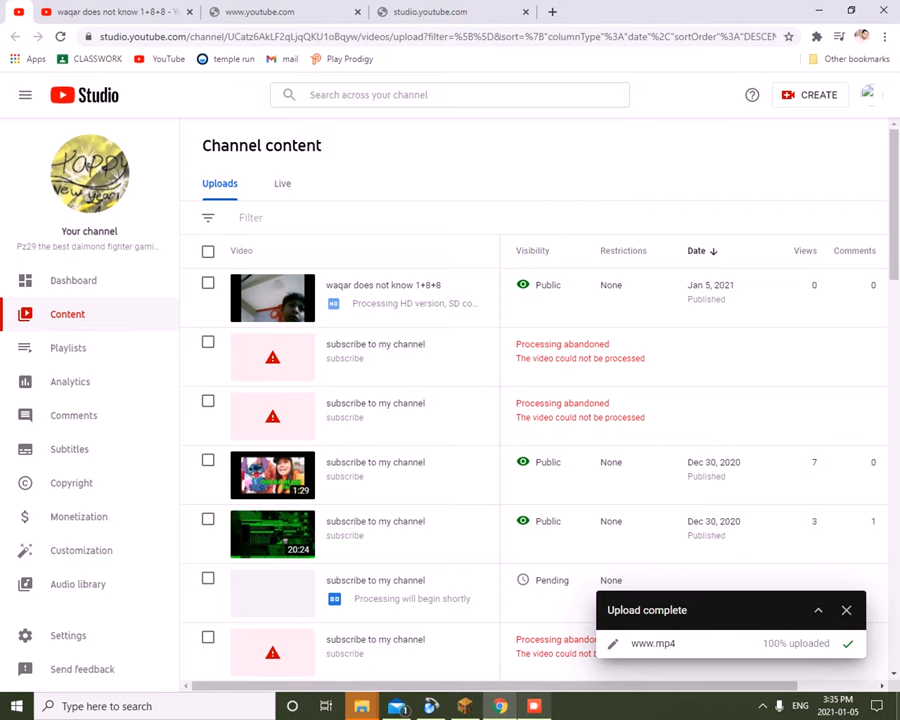 waqar does not know 1+8+8 - Y
www.youtube.com
studio.youtube.com
studio.youtube.com/channel/UCatz6AkLF2qLjqQKU1oBqyw/videos/upload?filter=%5B%5D&sort=%7B"columnType"%3A"date"%2C"sortOrder"%3A"DESCEN
Apps
CLASSWORK
YouTube
temple run
mail
Play Prodigy
Other bookmarks
Studio
Search across your channel
CREATE
Happy
new year
Your channel
Pz29 the best daimond fighter gami...
Dashboard
Content
Playlists
Analytics
Comments
Subtitles
Copyright
Monetization
Customization
Audio library
Settings
Send feedback
Channel content
Uploads Live
Filter
Video Visibility Restrictions Date Views Comments
waqar does not know 1+8+8 Public None Jan 5, 2021 0 0
HD Processing HD version, SD co... Published
subscribe to my channel Processing abandoned
subscribe The video could not be processed
subscribe to my channel Processing abandoned
subscribe The video could not be processed
subscribe to my channel Public None Dec 30, 2020 7 0
subscribe Published
1:29
subscribe to my channel Public None Dec 30, 2020 3 1
subscribe Published
20:24
subscribe to my channel Pending None
SD Processing will begin shortly
subscribe to my channel Processing abando
subscribe The video could not be
Upload complete
www.mp4 100% uploaded
Type here to search
1
ENG
3:35 PM
2021-01-05